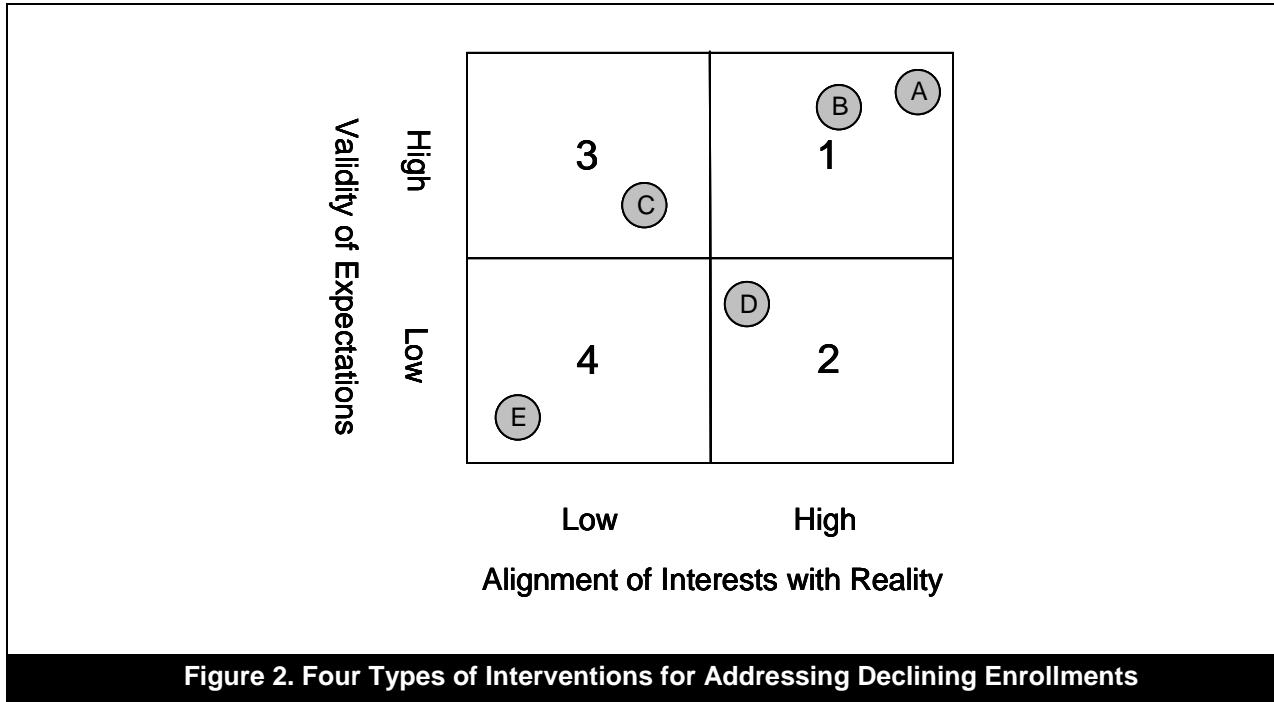 A
B
3
1
C
D
4
2
E
High
Low
Validity of Expectations
Low High
Alignment of Interests with Reality
Figure 2. Four Types of Interventions for Addressing Declining Enrollments